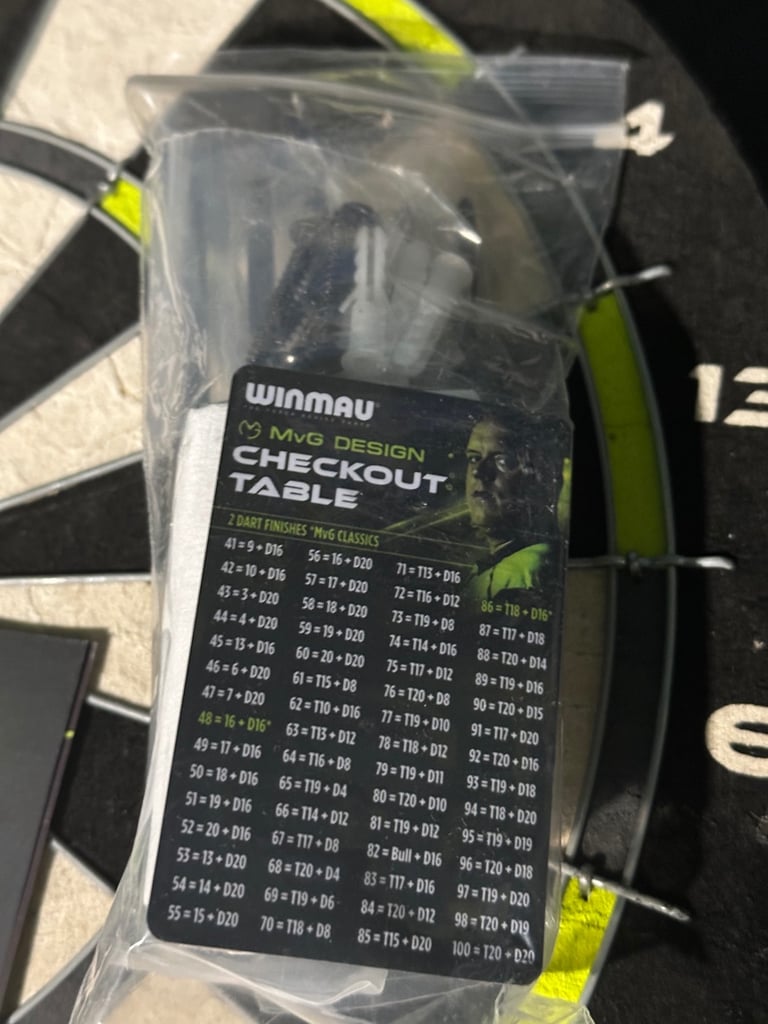 WINMAU
MvG DESIGN
CHECKOUT
TABLE
2 DART FINISHES *MvG CLASSICS
41 = 9 + D16
42 = 10 + D16
43 = 3 + D20
44 = 4 + D20
45 = 13 + D16
46 = 6 + D20
47 = 7 + D20
48 = 16 + D16*
49 = 17 + D16
50 = 18 + D16
51 = 19 + D16
52 = 20 + D16
53 = 13 + D20
54 = 14 + D20
55 = 15 + D20
56 = 16 + D20
57 = 17 + D20
58 = 18 + D20
59 = 19 + D20
60 = 20 + D20
61 = T15 + D8
62 = T10 + D16
63 = T13 + D12
64 = T16 + D8
65 = T19 + D4
66 = T14 + D12
67 = T17 + D8
68 = T20 + D4
69 = T19 + D6
70 = T18 + D8
71 = T13 + D16
72 = T16 + D12
73 = T19 + D8
74 = T14 + D16
75 = T17 + D12
76 = T20 + D8
77 = T19 + D10
78 = T18 + D12
79 = T19 + D11
80 = T20 + D10
81 = T19 + D12
82 = Bull + D16
83 = T17 + D16
84 = T20 + D12
85 = T15 + D20
86 = T18 + D16*
87 = T17 + D18
88 = T20 + D14
89 = T19 + D16
90 = T20 + D15
91 = T17 + D20
92 = T20 + D16
93 = T19 + D18
94 = T18 + D20
95 = T19 + D19
96 = T20 + D18
97 = T19 + D20
98 = T20 + D19
100 = T20 + D20
4
13
6